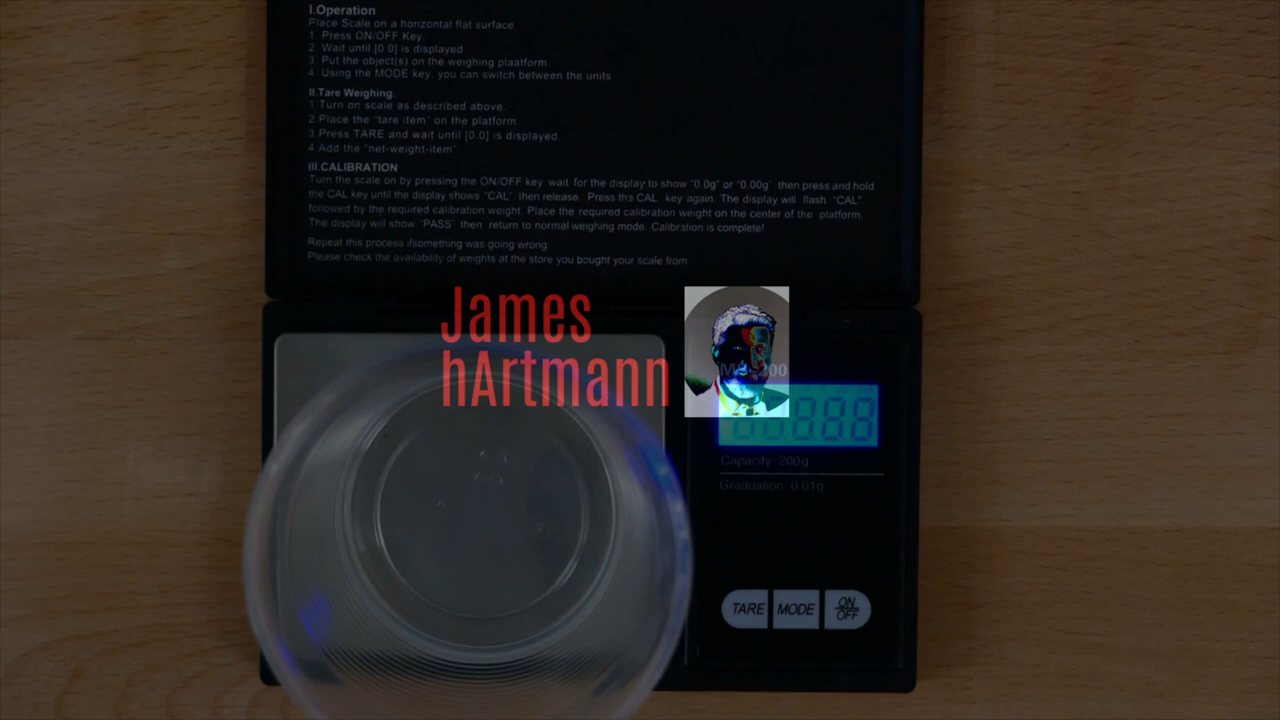 I.Operation
Place Scale on a horizontal flat surface
1. Press ON/OFF Key.
2. Wait until [0.0] is displayed
3. Put the object(s) on the weighing plaatform.
4. Using the MODE key, you can switch between the units
II.Tare Weighing.
1 Turn on scale as described above.
2.Place the "tare item" on the platform.
3.Press TARE and wait until [0.0] is displayed.
4.Add the "net-weight-item".
III.CALIBRATION
Turn the scale on by pressing the ON/OFF key, wait for the display to show "0.0g" or "0.00g" then press and hold
the CAL key until the display shows "CAL", then release. Press the CAL key again. The display will flash "CAL"
followed by the required calibration weight. Place the required calibration weight on the center of the platform.
The display will show "PASS" then return to normal weighing mode. Calibration is complete!
Repeat this process ifsomething was going wrong.
Please check the availability of weights at the store you bought your scale from.
James
hArtmann
200
888
Capacity: 200g
Graduation: 0.01g
TARE MODE ON/OFF